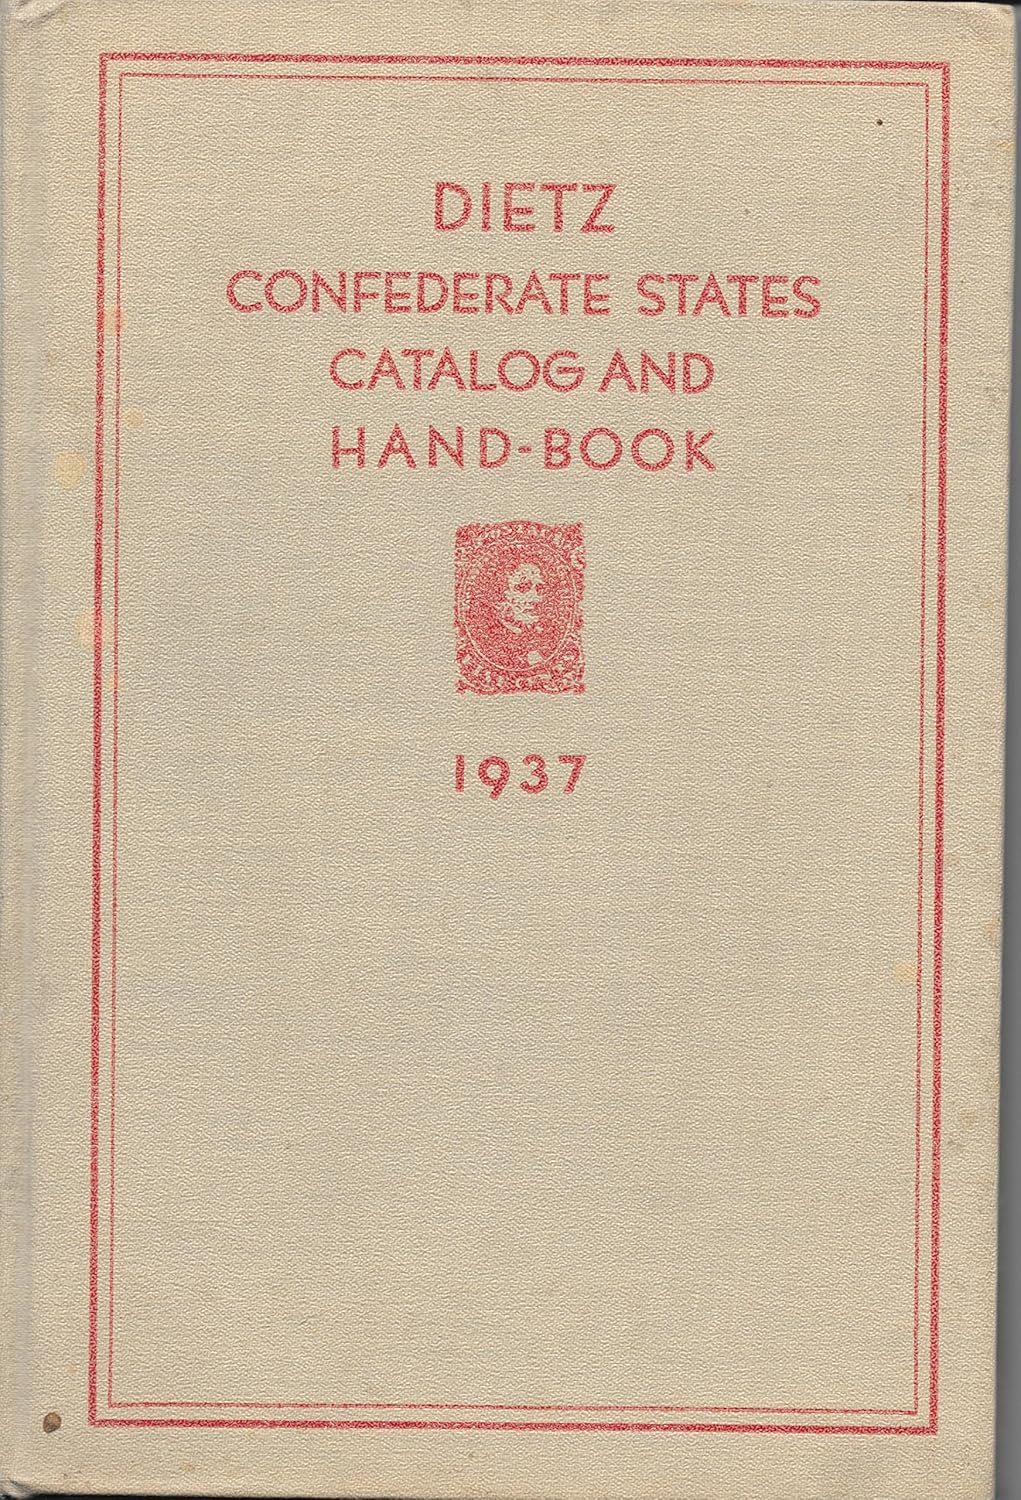 DIETZ
CONFEDERATE STATES
CATALOG AND
HAND-BOOK
1937